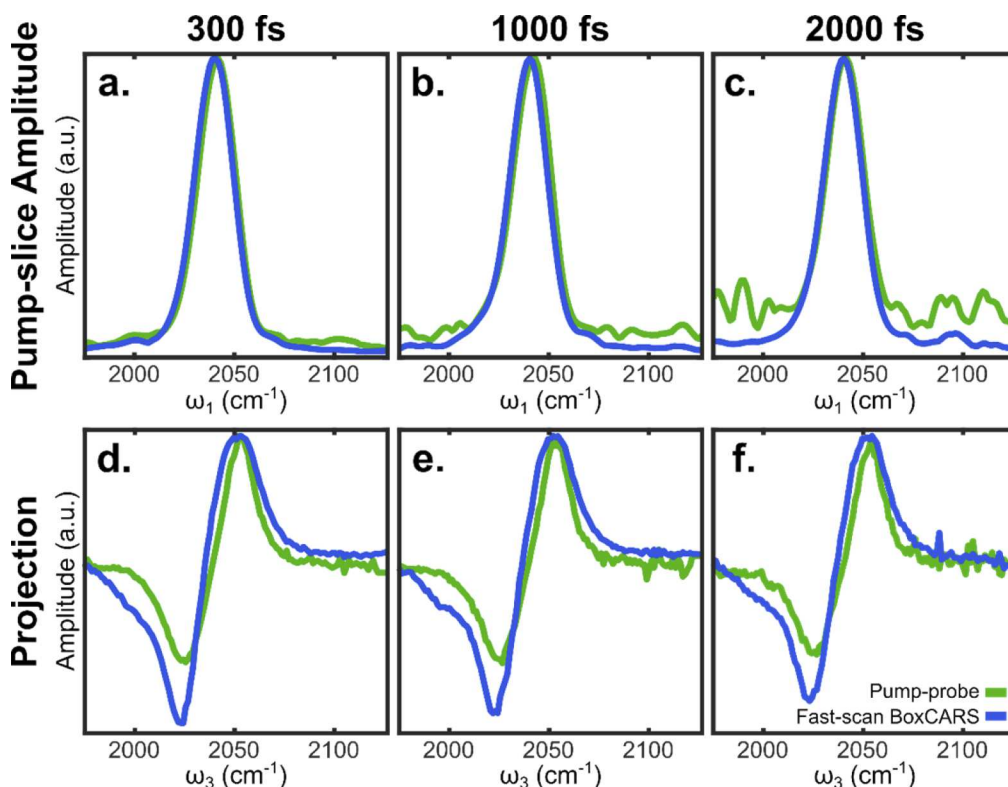 300 fs 1000 fs 2000 fs
Pump-slice Amplitude
Amplitude (a.u.)
a. b. c.
2000 2050 2100 2000 2050 2100 2000 2050 2100
ω₁ (cm⁻¹) ω₁ (cm⁻¹) ω₁ (cm⁻¹)
Projection
Amplitude (a.u.)
d. e. f.
Pump-probe
Fast-scan BoxCARS
2000 2050 2100 2000 2050 2100 2000 2050 2100
ω₃ (cm⁻¹) ω₃ (cm⁻¹) ω₃ (cm⁻¹)